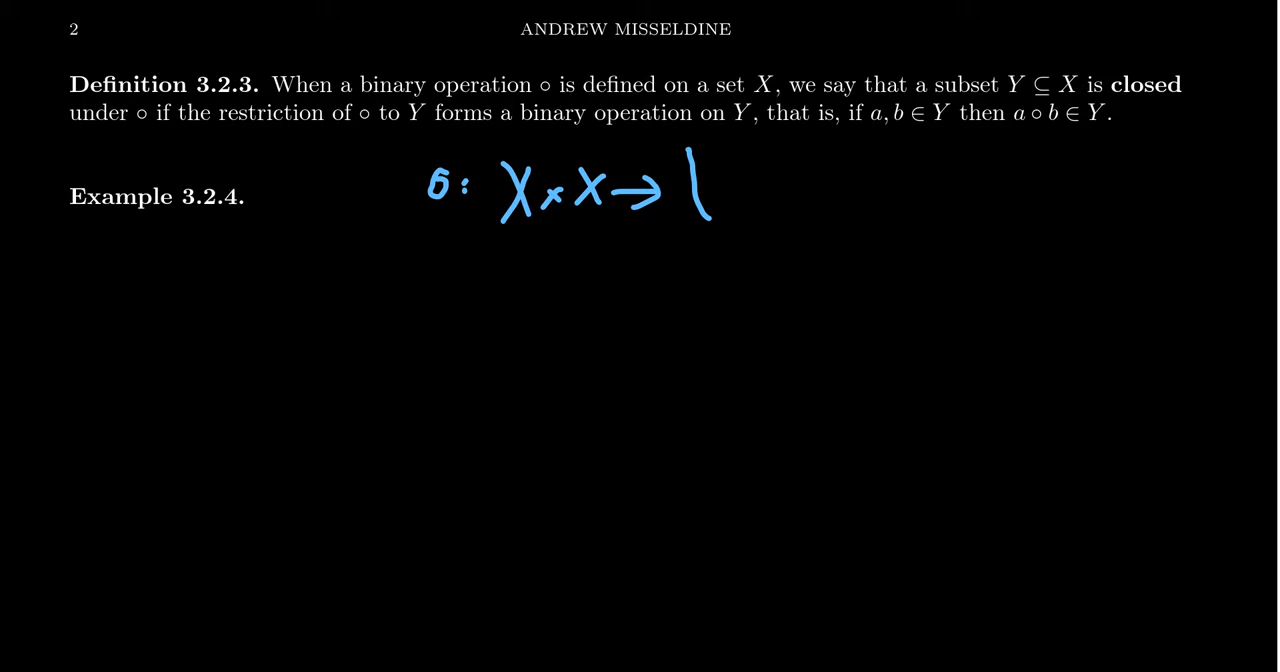 2 ANDREW MISSELDINE
Definition 3.2.3. When a binary operation ∘ is defined on a set X, we say that a subset Y ⊆ X is closed
under ∘ if the restriction of ∘ to Y forms a binary operation on Y, that is, if a, b ∈ Y then a ∘ b ∈ Y.
∘: X × X →
Example 3.2.4.